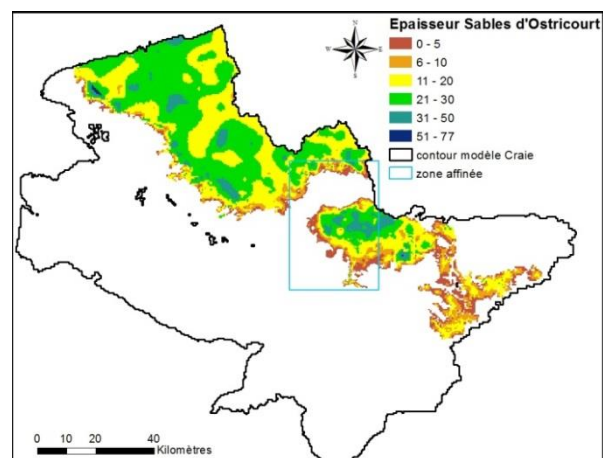 Epaisseur Sables d'Ostricourt
0 - 5
6 - 10
11 - 20
21 - 30
31 - 50
51 - 77
contour modèle Craie
zone affinée
0 10 20 40
Kilomètres